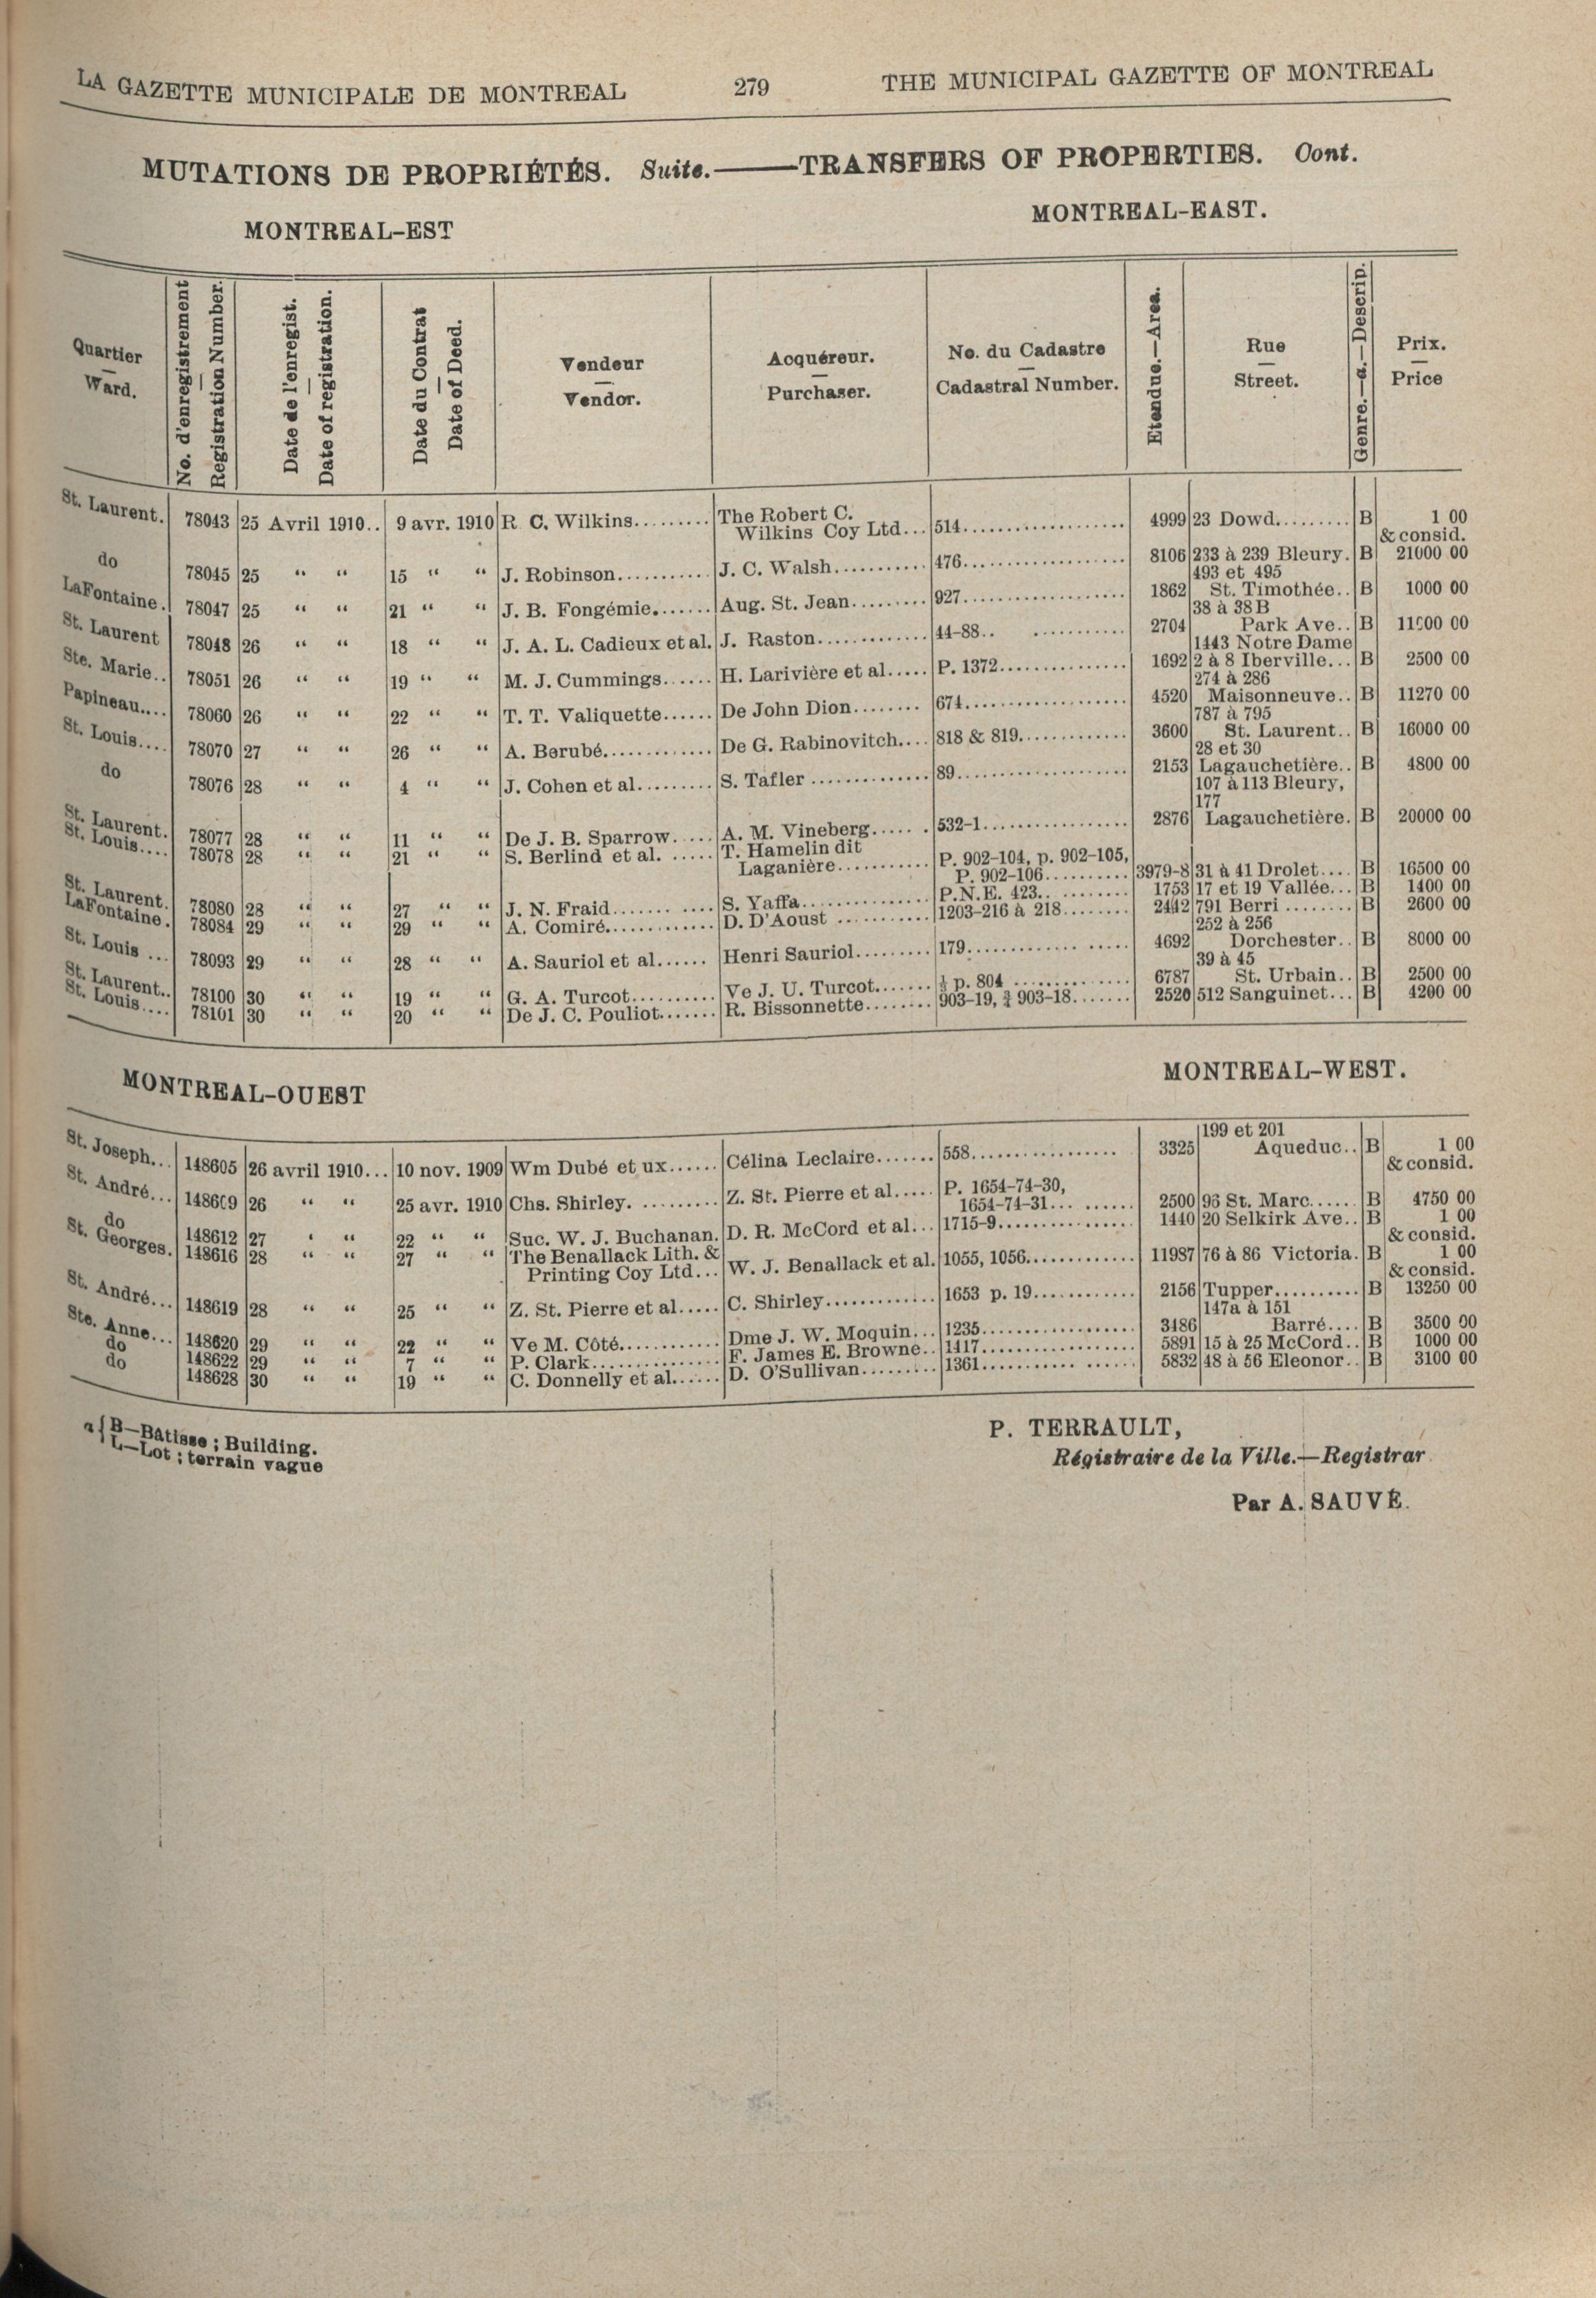 LA GAZETTE MUNICIPALE DE MONTREAL 279 THE MUNICIPAL GAZETTE OF MONTREAL
MUTATIONS DE PROPRIÉTÉS. Suite.——TRANSFERS OF PROPERTIES. Cont.
MONTREAL-EST MONTREAL-EAST.
Quartier — Ward. | No. d'enregistrement — Registration Number. | Date de l'enregist. — Date of registration. | Date du Contrat — Date of Deed. | Vendeur — Vendor. | Acquéreur. — Purchaser. | No. du Cadastre — Cadastral Number. | Etendue.—Area. | Rue — Street. | Genre.—a.—Descrip. | Prix. — Price
St. Laurent. | 78043 | 25 Avril 1910.. | 9 avr. 1910 | R. C. Wilkins......... | The Robert C.
Wilkins Coy Ltd... | 514.................. | 4999 | 23 Dowd......... | B | 1 00
& consid.
do | 78045 | 25 " " | 15 " " | J. Robinson........... | J. C. Walsh........... | 476.................. | 8106 | 233 à 239 Bleury. | B | 21000 00
493 et 495
LaFontaine. | 78047 | 25 " " | 21 " " | J. B. Fongémie....... | Aug. St. Jean......... | 927.................. | 1862 | St. Timothée.. | B | 1000 00
38 à 38B
St. Laurent | 78048 | 26 " " | 18 " " | J. A. L. Cadieux et al. | J. Raston............. | 44-88.. ........... | 2704 | Park Ave.. | B | 11500 00
1443 Notre Dame
Ste. Marie.. | 78051 | 26 " " | 19 " " | M. J. Cummings...... | H. Larivière et al..... | P. 1372............... | 1692 | 2 à 8 Iberville... | B | 2500 00
274 à 286
Papineau.... | 78060 | 26 " " | 22 " " | T. T. Valiquette...... | De John Dion........ | 674.................. | 4520 | Maisonneuve.. | B | 11270 00
787 à 795
St. Louis.... | 78070 | 27 " " | 26 " " | A. Berubé............. | De G. Rabinovitch.... | 818 & 819............. | 3600 | St. Laurent.. | B | 16000 00
28 et 30
do | 78076 | 28 " " | 4 " " | J. Cohen et al......... | S. Tafler .............. | 89................... | 2153 | Lagauchetière.. | B | 4800 00
107 à 113 Bleury,
177
St. Laurent. | 78077 | 28 " " | 11 " " | De J. B. Sparrow..... | A. M. Vineberg...... . | 532-1................. | 2876 | Lagauchetière. | B | 20000 00
St. Louis.... | 78078 | 28 " " | 21 " " | S. Berlind et al. ...... | T. Hamelin dit
Laganière........... | P. 902-104, p. 902-105,
P. 902-106.......... | 3979-8 | 31 à 41 Drolet.... | B | 16500 00
St. Laurent. | 78080 | 28 " " | 27 " " | J. N. Fraid....... .... | S. Yaffa............... | P.N.E. 423.. ......... | 1753 | 17 et 19 Vallée... | B | 1400 00
LaFontaine. | 78084 | 29 " " | 29 " " | A. Comiré............. | D. D'Aoust ........... | 1203-216 à 218........ | 2442 | 791 Berri ........ | B | 2600 00
252 à 256
St. Louis ... | 78093 | 29 " " | 28 " " | A. Sauriol et al...... | Henri Sauriol......... | 179............ ..... | 4692 | Dorchester.. | B | 8000 00
39 à 45
St. Laurent.. | 78100 | 30 " " | 19 " " | G. A. Turcot.......... | Ve J. U. Turcot....... | p. 804 ............. | 6787 | St. Urbain.. | B | 2500 00
St. Louis.... | 78101 | 30 " " | 20 " " | De J. C. Pouliot....... | R. Bissonnette......... | 903-19, 903-18....... | 2520 | 512 Sanguinet... | B | 4200 00
MONTREAL-OUEST MONTREAL-WEST.
199 et 201
St. Joseph... | 148605 | 26 avril 1910... | 10 nov. 1909 | Wm Dubé et ux...... | Célina Leclaire....... | 558................ | 3325 | Aqueduc.. | B | 1 00
& consid.
St. André... | 148609 | 26 " " | 25 avr. 1910 | Chs. Shirley. ......... | Z. St. Pierre et al..... | P. 1654-74-30,
1654-74-31... ...... | 2500 | 93 St. Marc...... | B | 4750 00
do | 148612 | 27 " " | 22 " " | Suc. W. J. Buchanan. | D. R. McCord et al... | 1715-9................ | 1440 | 20 Selkirk Ave.. | B | 1 00
& consid.
St. Georges. | 148616 | 28 " " | 27 " " | The Benallack Lith. &
Printing Coy Ltd... | W. J. Benallack et al. | 1055, 1056............. | 11987 | 76 à 86 Victoria. | B | 1 00
& consid.
St. André... | 148619 | 28 " " | 25 " " | Z. St. Pierre et al..... | C. Shirley............. | 1653 p. 19............ | 2156 | Tupper.......... | B | 13250 00
147a à 151
Ste. Anne... | 148620 | 29 " " | 22 " " | Ve M. Côté............ | Dme J. W. Moquin... | 1235.................. | 3186 | Barré.... | B | 3500 00
do | 148622 | 29 " " | 7 " " | P. Clark............... | F. James E. Browne.. | 1417.................. | 5891 | 15 à 25 McCord.. | B | 1000 00
do | 148628 | 30 " " | 19 " " | C. Donnelly et al...... | D. O'Sullivan......... | 1361........... ...... | 5832 | 48 à 56 Eleonor.. | B | 3100 00
a { B—Bâtisse ; Building.
L—Lot ; terrain vague
P. TERRAULT,
Régistraire de la Ville.—Registrar
Par A. SAUVÉ.